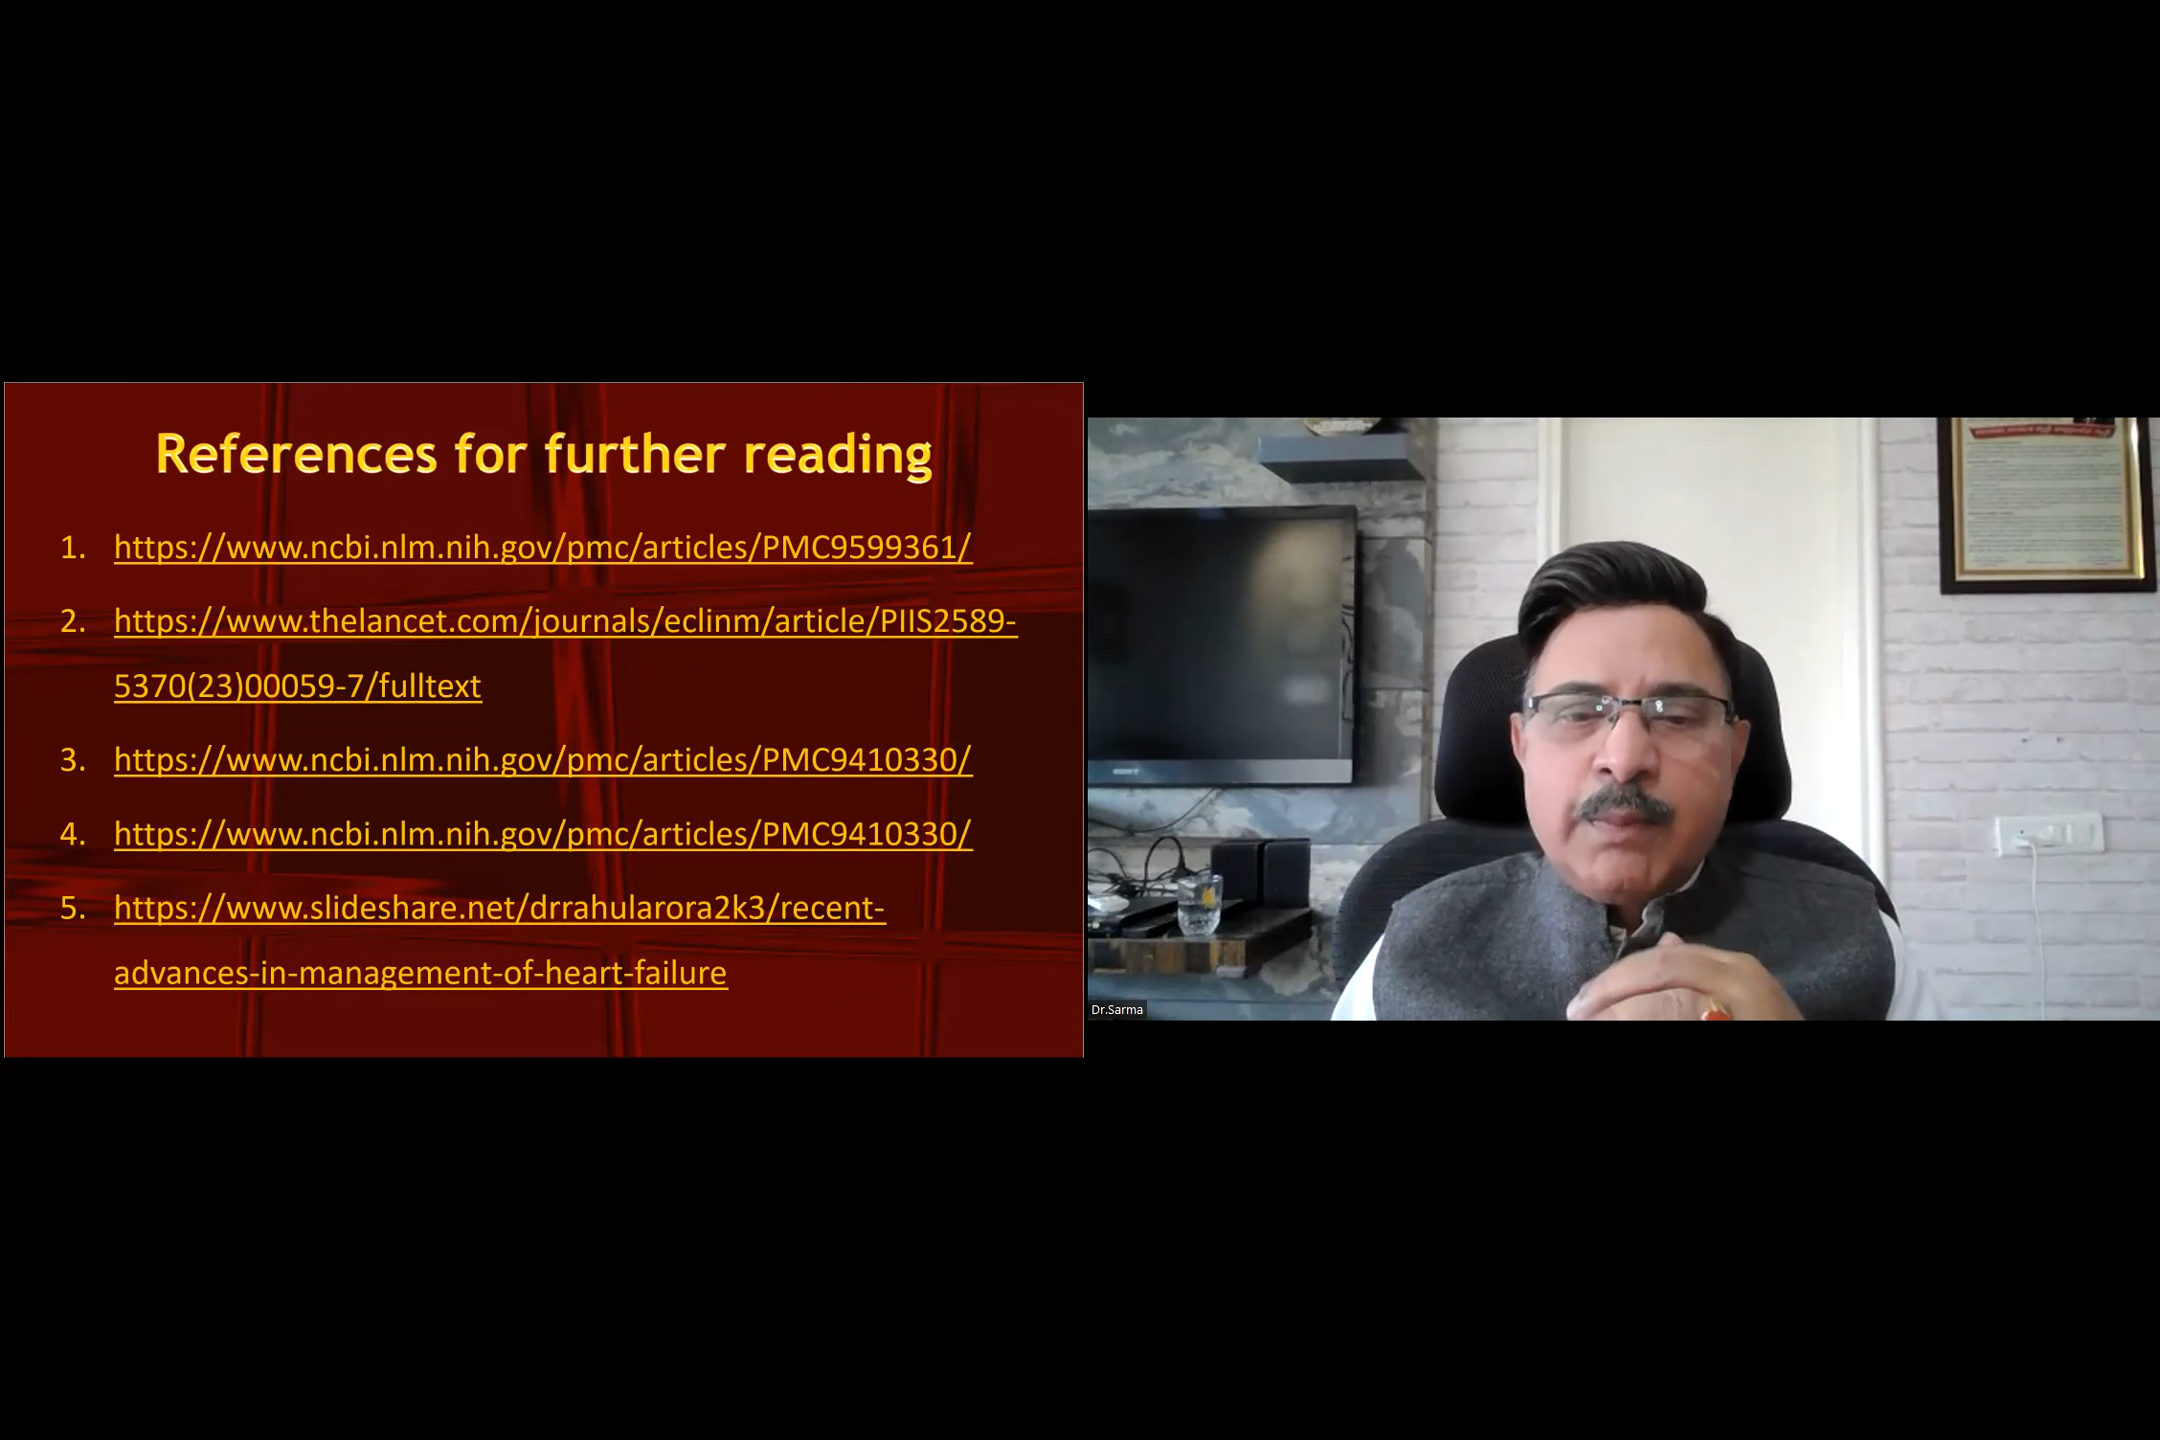 References for further reading
1. https://www.ncbi.nlm.nih.gov/pmc/articles/PMC9599361/
2. https://www.thelancet.com/journals/eclinm/article/PIIS2589-
5370(23)00059-7/fulltext
3. https://www.ncbi.nlm.nih.gov/pmc/articles/PMC9410330/
4. https://www.ncbi.nlm.nih.gov/pmc/articles/PMC9410330/
5. https://www.slideshare.net/drrahularora2k3/recent-
advances-in-management-of-heart-failure
SONY
Dr.Sarma